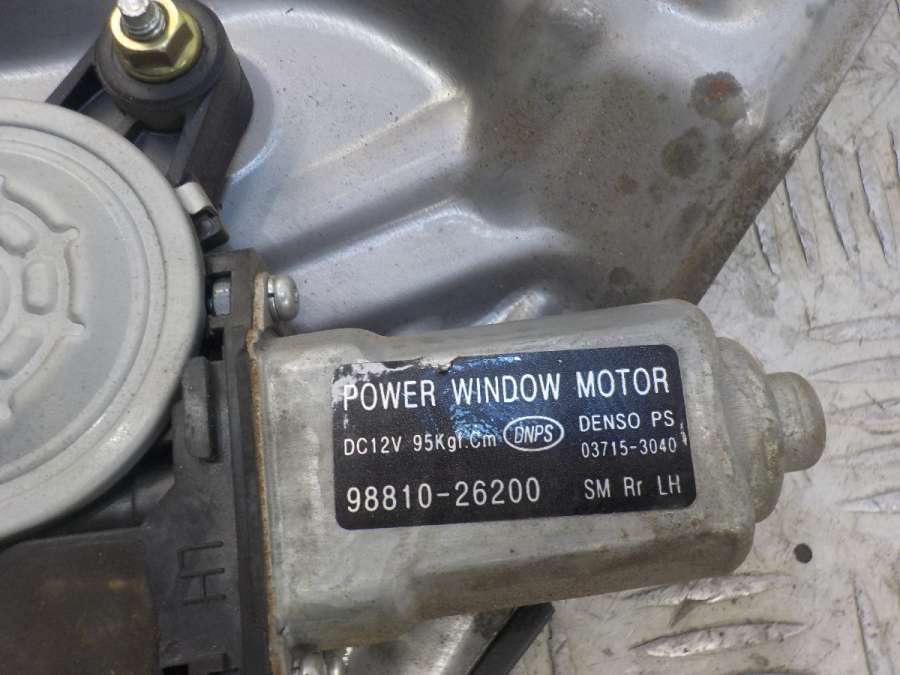 POWER WINDOW MOTOR
DC12V 95Kgf.Cm DNPS DENSO PS
03715-3040
98810-26200 SM Rr LH
LH